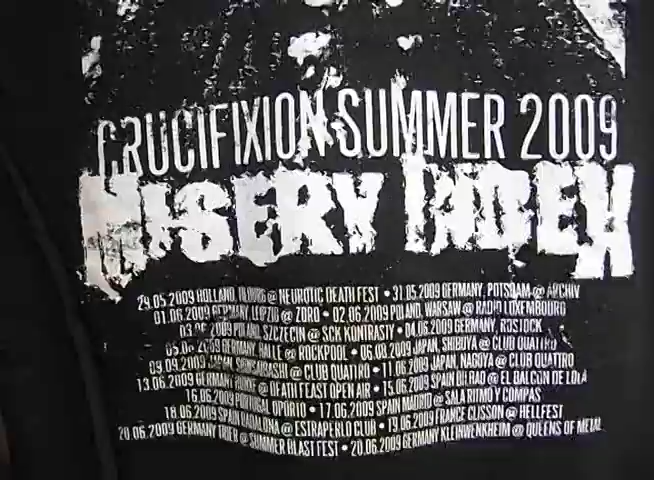 CRUCIFIXION SUMMER 2009
MISERY INDEX
29.05.2009 HOLLAND, @ NEUROTIC DEATH FEST • 31.05.2009 GERMANY, POTSDAM @ ARCHIV
01.06.2009 GERMANY, LEIPZIG @ ZORO • 02.06.2009 POLAND, WARSAW @ RADIO LUXEMBOURG
03.06.2009 POLAND, SZCZECIN @ SCK KONTRASTY • 04.06.2009 GERMANY, ROSTOCK
05.06.2009 GERMANY, HALLE @ ROCKPOOL • 06.06.2009 JAPAN, SHIBUYA @ CLUB QUATTRO
09.09.2009 JAPAN, SHINSAIBASHI @ CLUB QUATTRO • 11.06.2009 JAPAN, NAGOYA @ CLUB QUATTRO
13.06.2009 GERMANY @ DEATH FEAST OPEN AIR • 15.06.2009 SPAIN BILBAO @ EL BALCON DE LOLA
16.06.2009 PORTUGAL OPORTO • 17.06.2009 SPAIN MADRID @ SALA RITMO Y COMPAS
18.06.2009 SPAIN BADALONA @ ESTRAPERLO CLUB • 19.06.2009 FRANCE CLISSON @ HELLFEST
20.06.2009 GERMANY TRIER @ SUMMER BLAST FEST • 20.06.2009 GERMANY KLEINWENKHEIM @ QUEENS OF METAL